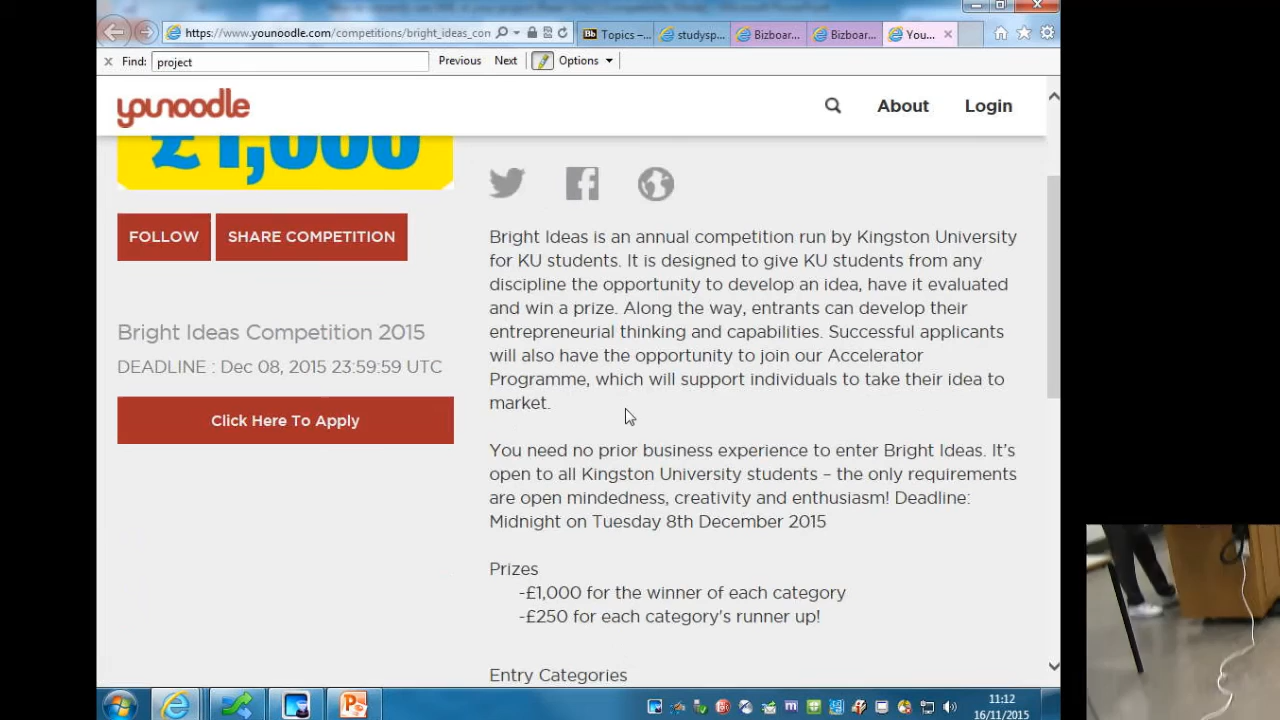 https://www.younoodle.com/competitions/bright_ideas_con
Topics –...
studysp...
Bizboar...
Bizboar...
You...
Find: project Previous Next Options
younoodle
About Login
£1,000
FOLLOW SHARE COMPETITION
Bright Ideas Competition 2015
DEADLINE : Dec 08, 2015 23:59:59 UTC
Click Here To Apply
Bright Ideas is an annual competition run by Kingston University
for KU students. It is designed to give KU students from any
discipline the opportunity to develop an idea, have it evaluated
and win a prize. Along the way, entrants can develop their
entrepreneurial thinking and capabilities. Successful applicants
will also have the opportunity to join our Accelerator
Programme, which will support individuals to take their idea to
market.
You need no prior business experience to enter Bright Ideas. It's
open to all Kingston University students – the only requirements
are open mindedness, creativity and enthusiasm! Deadline:
Midnight on Tuesday 8th December 2015
Prizes
-£1,000 for the winner of each category
-£250 for each category's runner up!
Entry Categories
11:12
16/11/2015